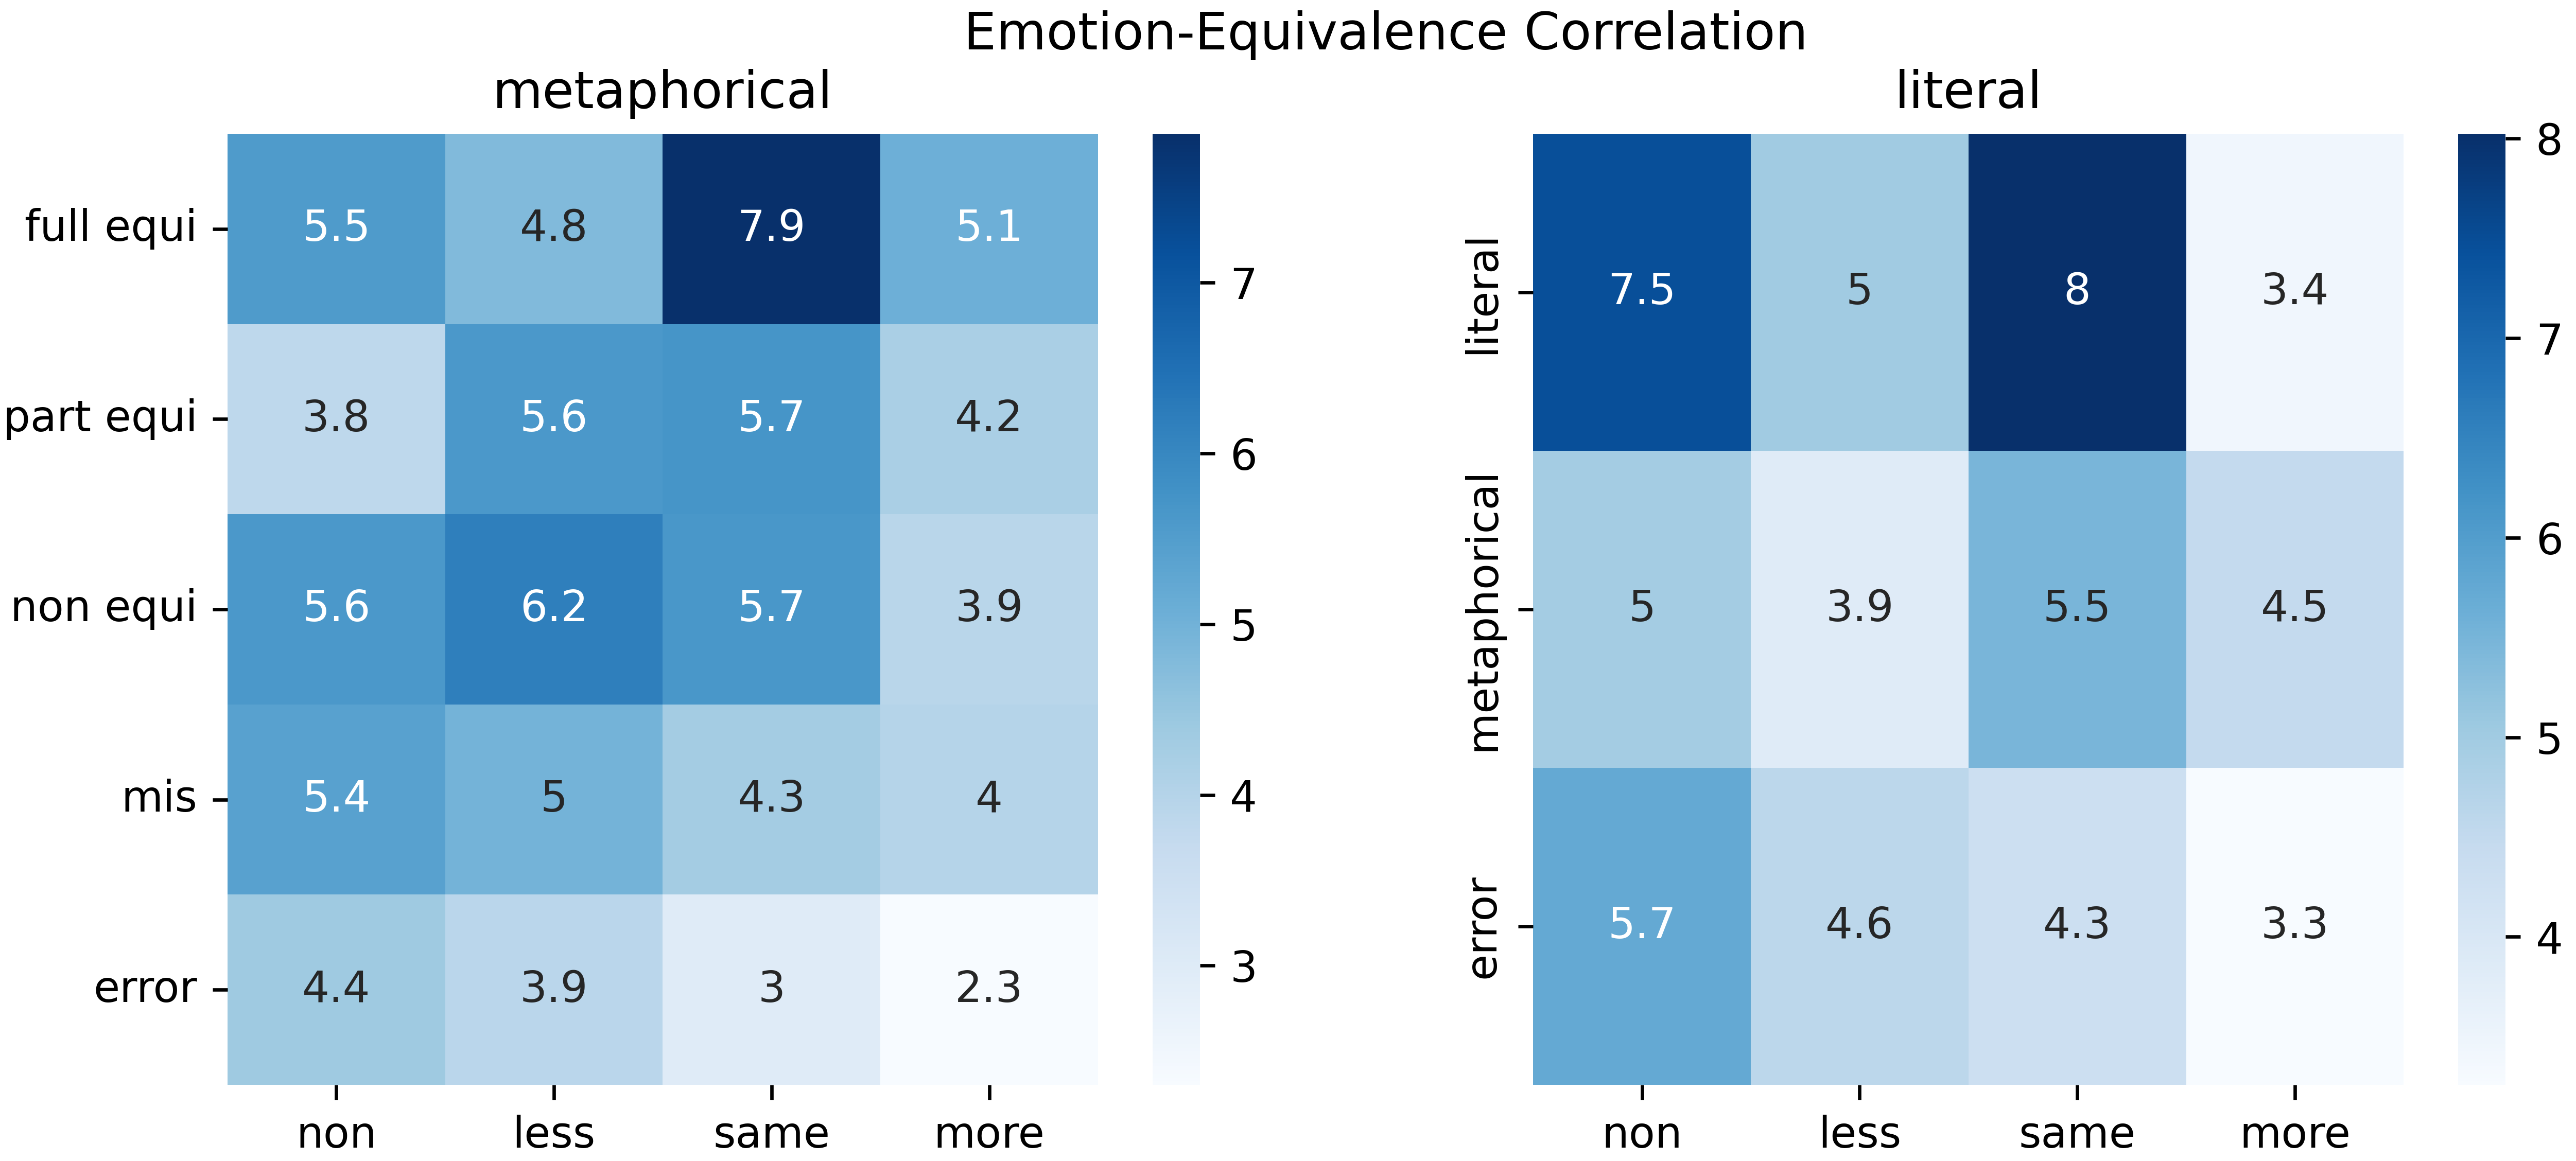 Emotion-Equivalence Correlation
metaphorical
full equi 5.5 4.8 7.9 5.1
part equi 3.8 5.6 5.7 4.2
non equi 5.6 6.2 5.7 3.9
mis 5.4 5 4.3 4
error 4.4 3.9 3 2.3
non less same more
7
6
5
4
3
literal
literal 7.5 5 8 3.4
metaphorical 5 3.9 5.5 4.5
error 5.7 4.6 4.3 3.3
non less same more
8
7
6
5
4